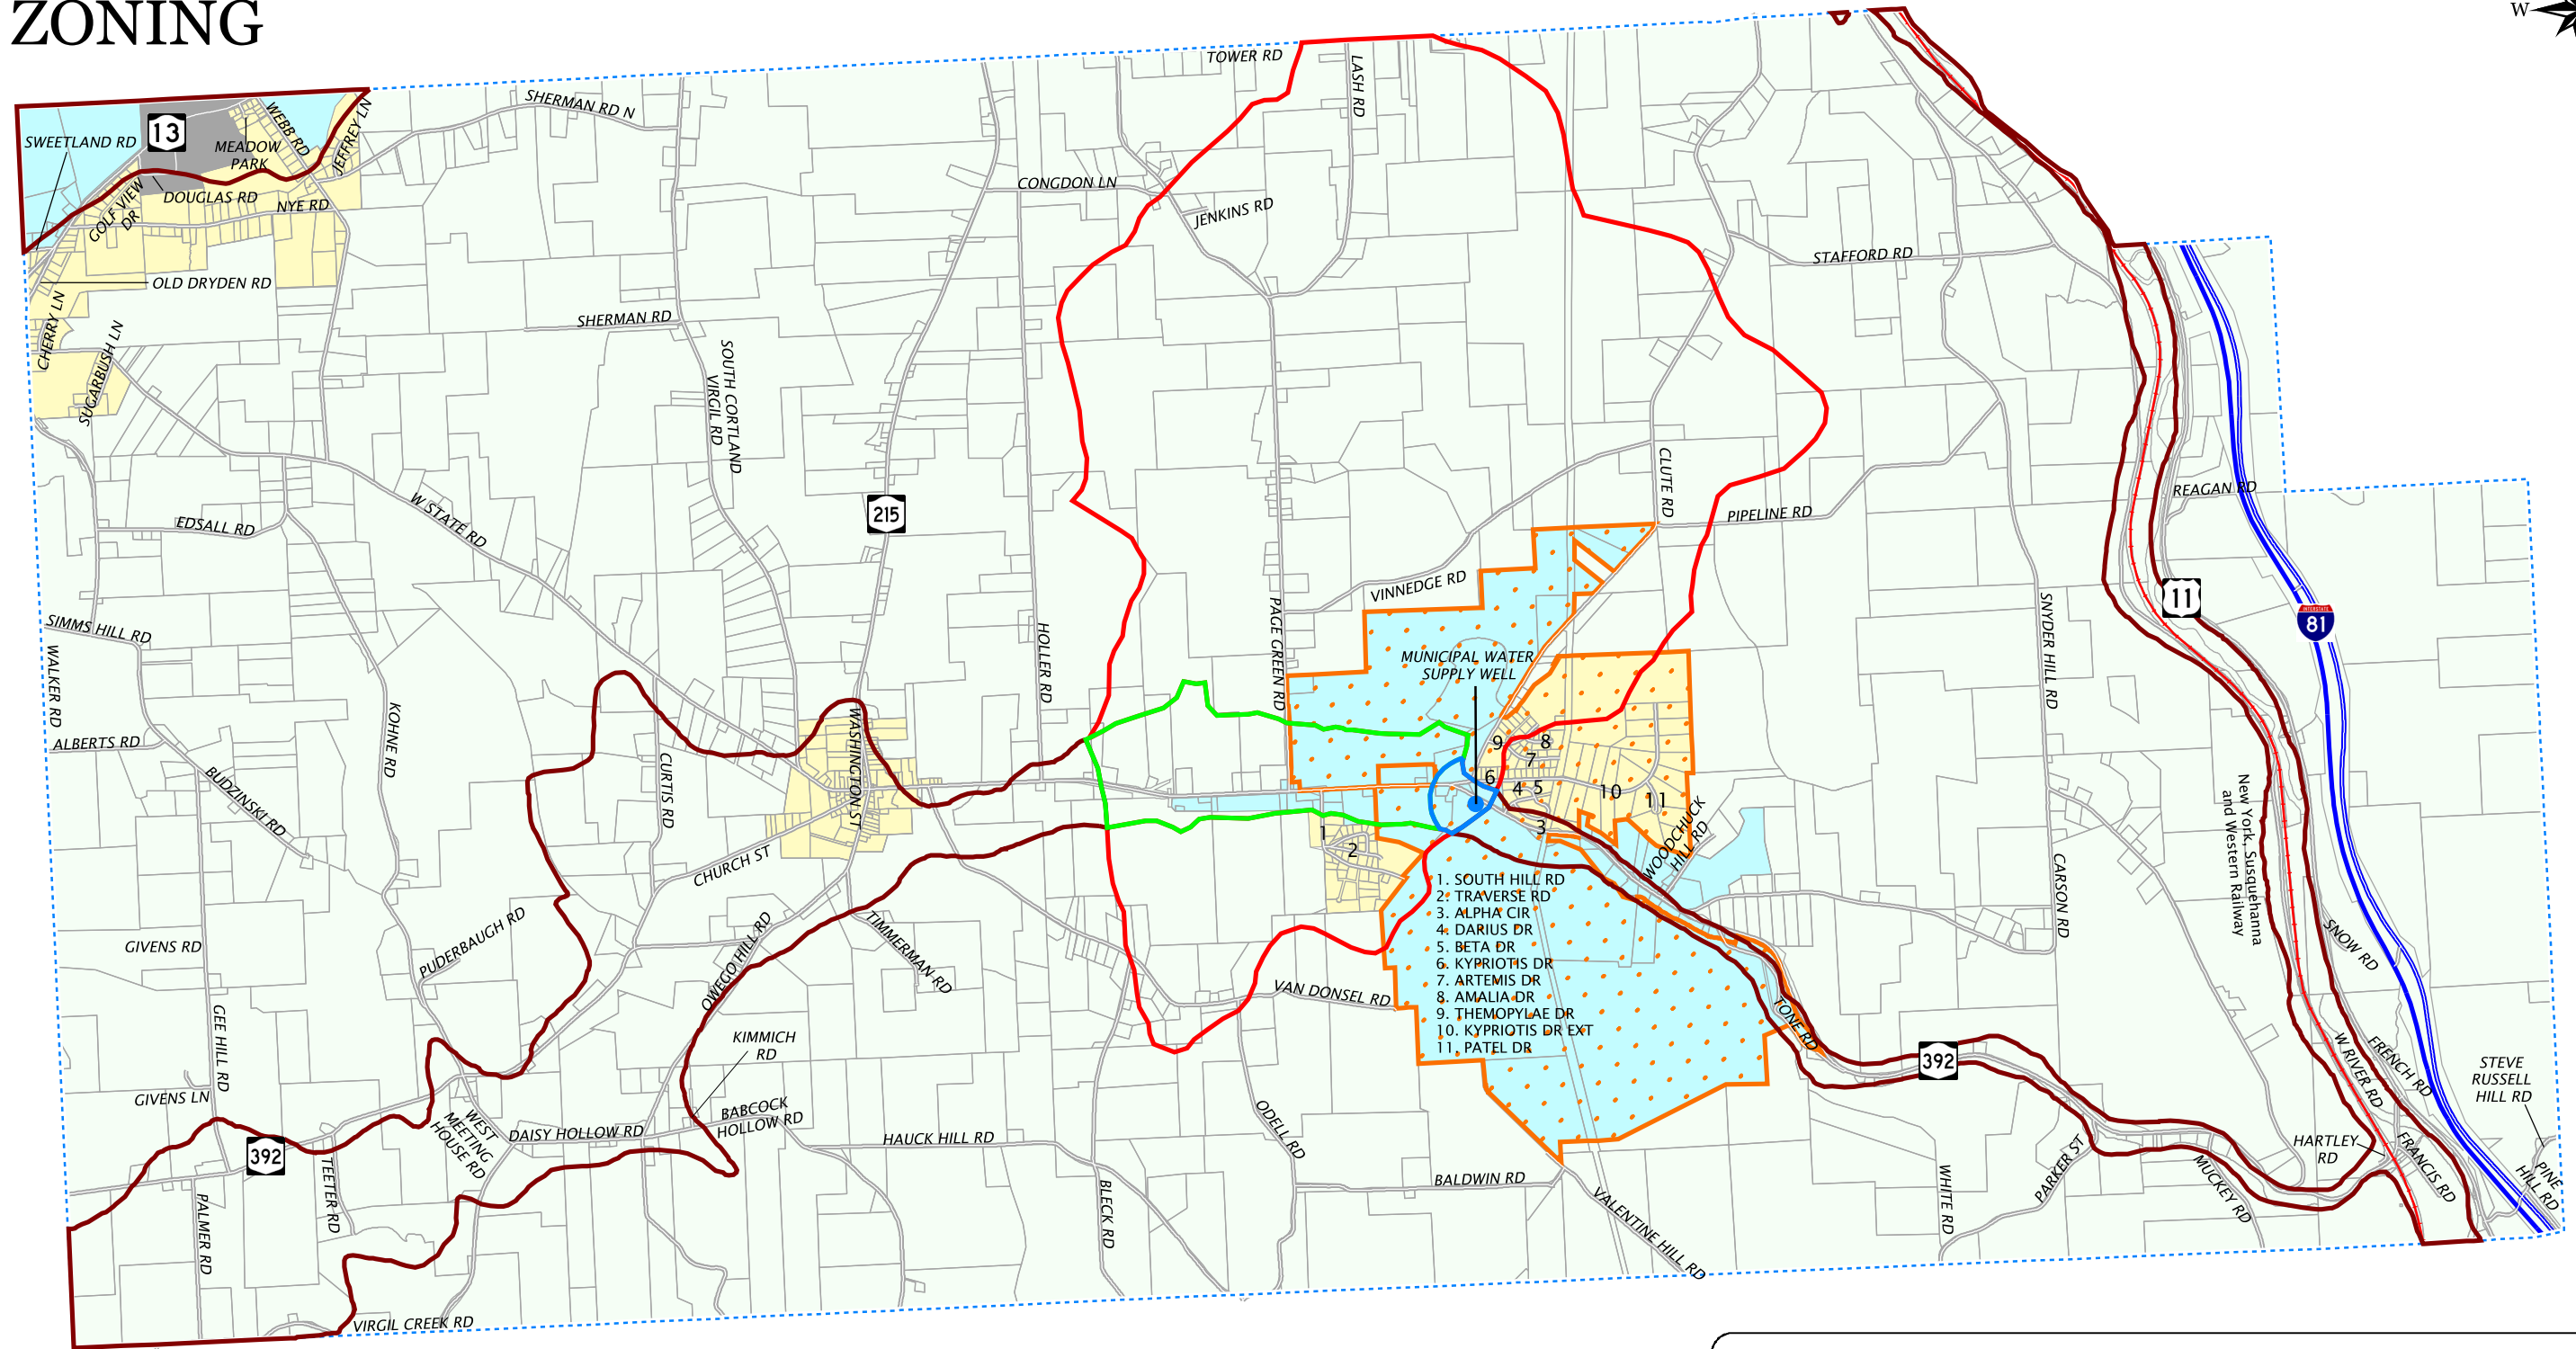 ZONING
W
TOWER RD
LASH RD
SHERMAN RD N
WEBB RD
JEFFREY LN
13
SWEETLAND RD
MEADOW
PARK
DOUGLAS RD
GOLF VIEW
DR
NYE RD
CONGDON LN
JENKINS RD
STAFFORD RD
OLD DRYDEN RD
CHERRY LN
SUGARBUSH LN
SHERMAN RD
SOUTH CORTLAND
VIRGIL RD
CLUTE RD
REAGAN RD
W STATE RD
215
PIPELINE RD
EDSALL RD
VINNEDGE RD
PAGE GREEN RD
SNYDER HILL RD
11
INTERSTATE
81
SIMMS HILL RD
WALKER RD
HOLLER RD
MUNICIPAL WATER
SUPPLY WELL
KOHNE RD
WASHINGTON ST
ALBERTS RD
BUDZINSKI RD
CURTIS RD
9
8
7
6
4
5
10
11
3
1
2
WOODCHUCK
HILL RD
New York, Susquehanna
and Western Railway
CARSON RD
CHURCH ST
1. SOUTH HILL RD
2. TRAVERSE RD
3. ALPHA CIR
4. DARIUS DR
5. BETA DR
6. KYPRIOTIS DR
7. ARTEMIS DR
8. AMALIA DR
9. THEMOPYLAE DR
10. KYPRIOTIS DR EXT
11. PATEL DR
GIVENS RD
PUDERBAUGH RD
OWEGO HILL RD
TIMMERMAN RD
VAN DONSEL RD
SNOW RD
TONE RD
GEE HILL RD
KIMMICH
RD
392
W RIVER RD
FRENCH RD
STEVE
RUSSELL
HILL RD
GIVENS LN
WEST
MEETING
HOUSE RD
DAISY HOLLOW RD
BABCOCK
HOLLOW RD
HAUCK HILL RD
ODELL RD
392
TEETER RD
PALMER RD
BLECK RD
BALDWIN RD
VALENTINE HILL RD
WHITE RD
PARKER ST
MUCKEY RD
HARTLEY
RD
FRANCIS RD
PINE
HILL RD
VIRGIL CREEK RD